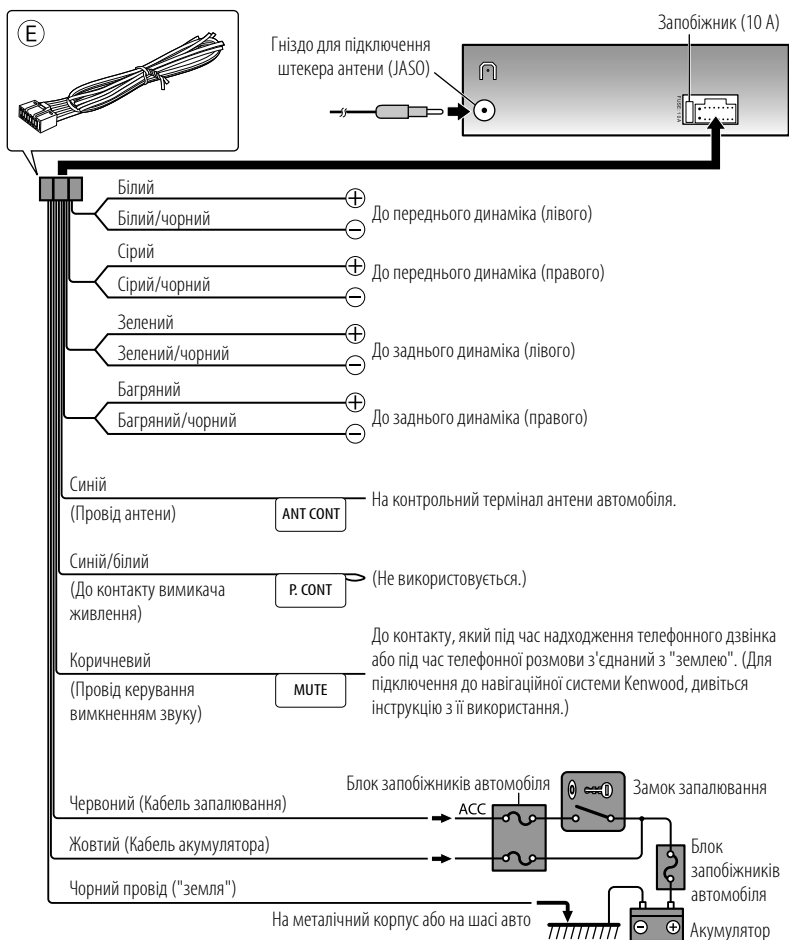 E
Гніздо для підключення
штекера антени (JASO)
Запобіжник (10 A)
FUSE 10A
Білий
Білий/чорний
До переднього динаміка (лівого)
Сірий
Сірий/чорний
До переднього динаміка (правого)
Зелений
Зелений/чорний
До заднього динаміка (лівого)
Багряний
Багряний/чорний
До заднього динаміка (правого)
Синій
(Провід антени)
ANT CONT
На контрольний термінал антени автомобіля.
Синій/білий
(До контакту вимикача
живлення)
P. CONT
(Не використовується.)
Коричневий
(Провід керування
вимкненням звуку)
MUTE
До контакту, який під час надходження телефонного дзвінка
або під час телефонної розмови з'єднаний з "землею". (Для
підключення до навігаційної системи Kenwood, дивіться
інструкцію з її використання.)
Червоний (Кабель запалювання)
ACC
Блок запобіжників автомобіля
Замок запалювання
Жовтий (Кабель акумулятора)
Блок
запобіжників
автомобіля
Чорний провід ("земля")
На металічний корпус або на шасі авто
Акумулятор